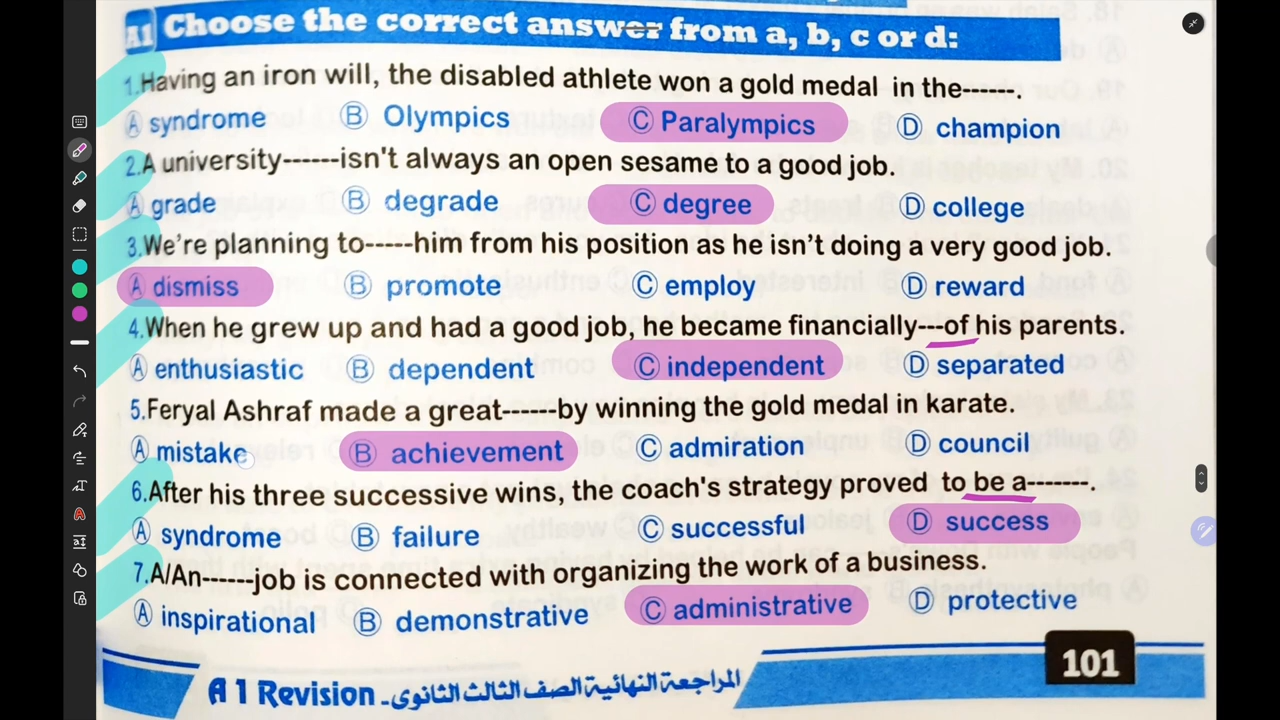 A1 Choose the correct answer from a, b, c or d:
1.Having an iron will, the disabled athlete won a gold medal in the------.
A syndrome B Olympics C Paralympics D champion
2.A university------isn't always an open sesame to a good job.
A grade B degrade C degree D college
3.We're planning to-----him from his position as he isn't doing a very good job.
A dismiss B promote C employ D reward
4.When he grew up and had a good job, he became financially---of his parents.
A enthusiastic B dependent C independent D separated
5.Feryal Ashraf made a great------by winning the gold medal in karate.
A mistake B achievement C admiration D council
6.After his three successive wins, the coach's strategy proved to be a-------.
A syndrome B failure C successful D success
7.A/An------job is connected with organizing the work of a business.
A inspirational B demonstrative C administrative D protective
101
A 1 Revision - المراجعة النهائية الصف الثالث الثانوى